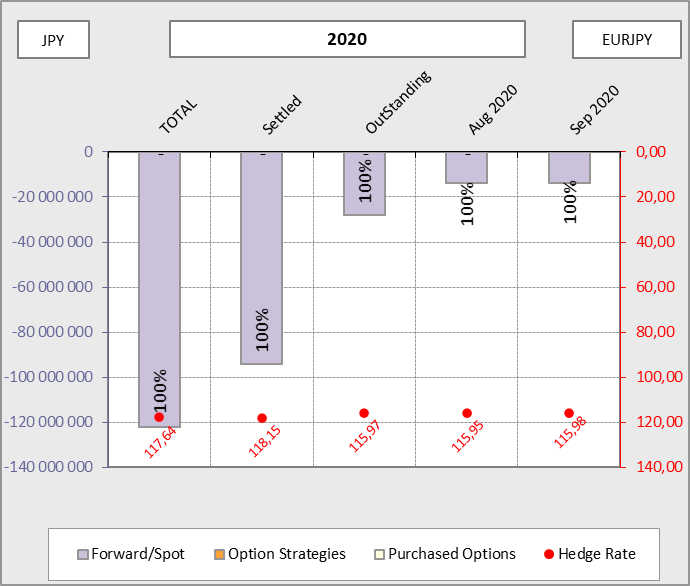 JPY
2020
EURJPY
TOTAL
Settled
OutStanding
Aug 2020
Sep 2020
0
-20 000 000
-40 000 000
-60 000 000
-80 000 000
-100 000 000
-120 000 000
-140 000 000
0,00
20,00
40,00
60,00
80,00
100,00
120,00
140,00
-
-
-
-
100%
100%
100%
100%
100%
117,64
118,15
115,97
115,95
115,98
Forward/Spot
Option Strategies
Purchased Options
Hedge Rate